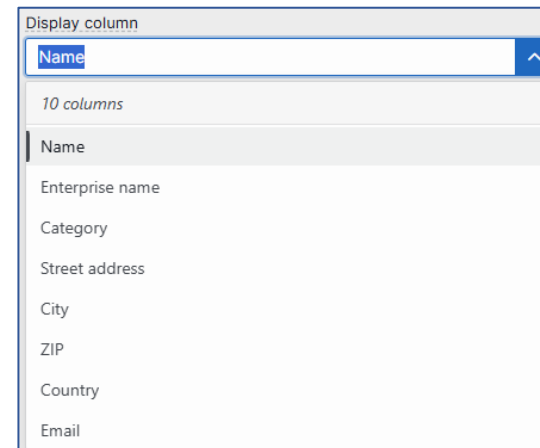 Display column
Name
10 columns
Name
Enterprise name
Category
Street address
City
ZIP
Country
Email